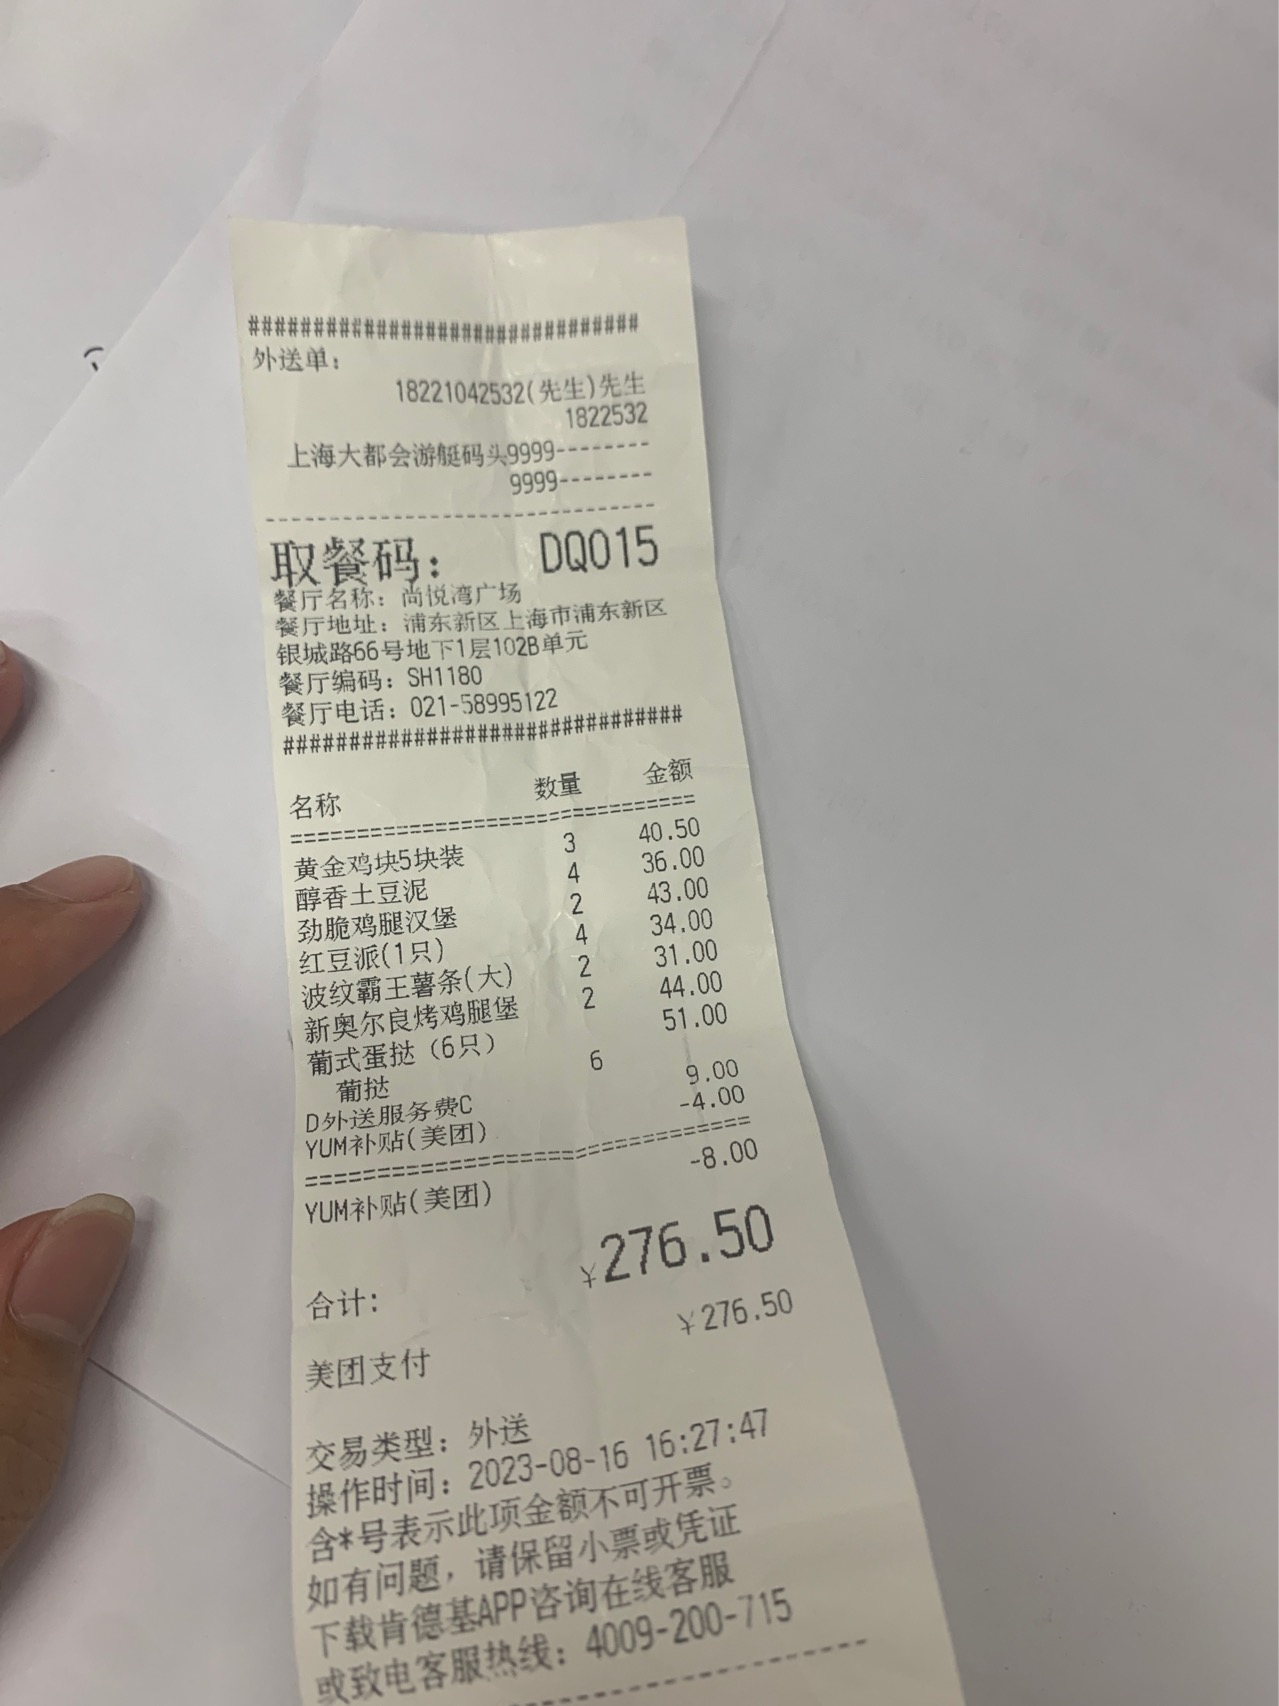 ###############################
外送单：
18221042532(先生)先生
1822532
上海大都会游艇码头9999--------
9999--------
取餐码： DQ015
餐厅名称：尚悦湾广场
餐厅地址：浦东新区上海市浦东新区
银城路66号地下1层102B单元
餐厅编码：SH1180
餐厅电话：021-58995122
###############################
名称 数量 金额
黄金鸡块5块装 3 40.50
醇香土豆泥 4 36.00
劲脆鸡腿汉堡 2 43.00
红豆派(1只) 4 34.00
波纹霸王薯条(大) 2 31.00
新奥尔良烤鸡腿堡 2 44.00
葡式蛋挞（6只） 51.00
葡挞 6
D外送服务费C 9.00
YUM补贴(美团) -4.00
YUM补贴(美团) -8.00
合计: ¥276.50
美团支付 ¥276.50
交易类型：外送
操作时间：2023-08-16 16:27:47
含*号表示此项金额不可开票。
如有问题，请保留小票或凭证
下载肯德基APP咨询在线客服
或致电客服热线：4009-200-715